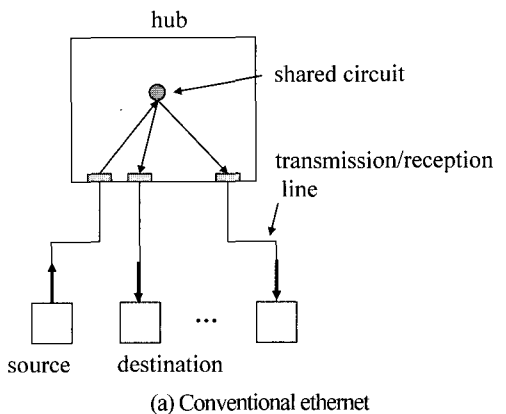 hub
shared circuit
transmission/reception
line
...
source
destination
(a) Conventional ethernet